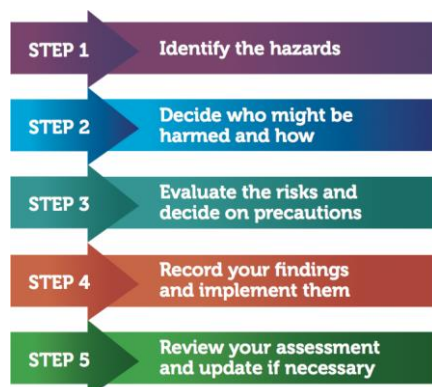 STEP 1
Identify the hazards
STEP 2
Decide who might be
harmed and how
STEP 3
Evaluate the risks and
decide on precautions
STEP 4
Record your findings
and implement them
STEP 5
Review your assessment
and update if necessary